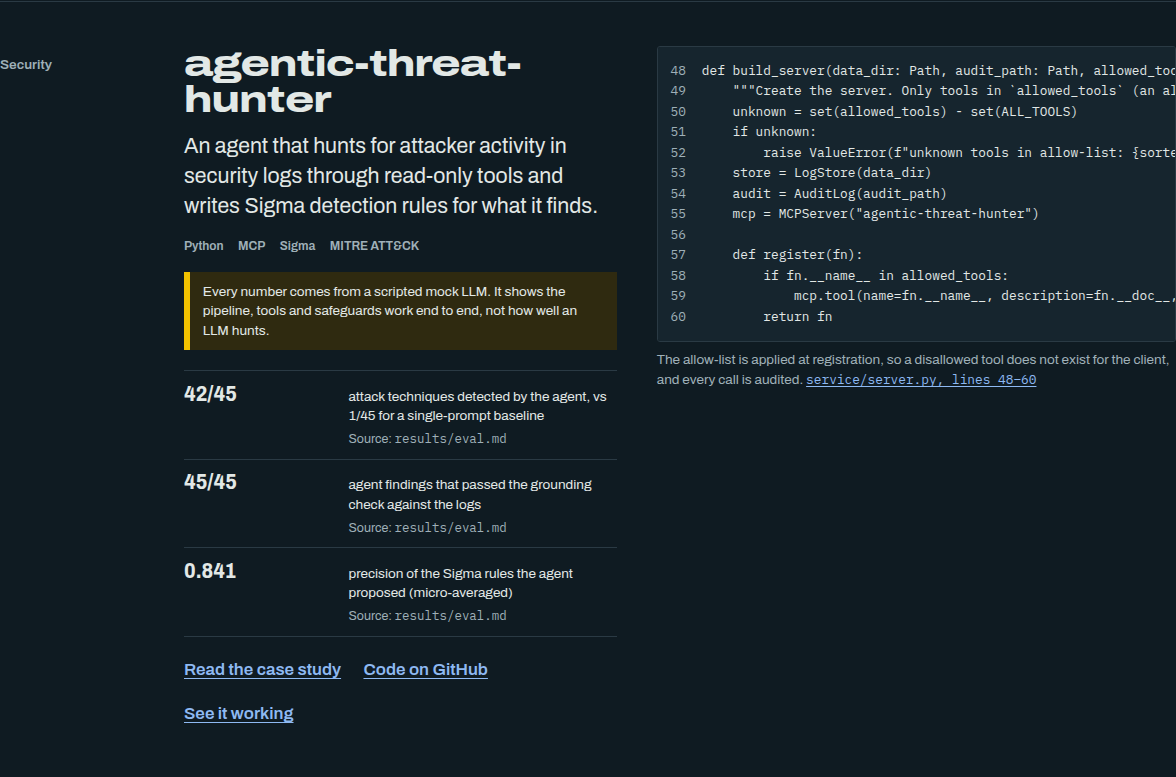 Security
agentic-threat-
hunter
An agent that hunts for attacker activity in
security logs through read-only tools and
writes Sigma detection rules for what it finds.
Python MCP Sigma MITRE ATT&CK
Every number comes from a scripted mock LLM. It shows the
pipeline, tools and safeguards work end to end, not how well an
LLM hunts.
42/45
attack techniques detected by the agent, vs
1/45 for a single-prompt baseline
Source: results/eval.md
45/45
agent findings that passed the grounding
check against the logs
Source: results/eval.md
0.841
precision of the Sigma rules the agent
proposed (micro-averaged)
Source: results/eval.md
Read the case study Code on GitHub
See it working
48 def build_server(data_dir: Path, audit_path: Path, allowed_too
49     """Create the server. Only tools in `allowed_tools` (an al
50     unknown = set(allowed_tools) - set(ALL_TOOLS)
51     if unknown:
52         raise ValueError(f"unknown tools in allow-list: {sorte
53     store = LogStore(data_dir)
54     audit = AuditLog(audit_path)
55     mcp = MCPServer("agentic-threat-hunter")
56
57     def register(fn):
58         if fn.__name__ in allowed_tools:
59             mcp.tool(name=fn.__name__, description=fn.__doc__,
60         return fn
The allow-list is applied at registration, so a disallowed tool does not exist for the client,
and every call is audited. service/server.py, lines 48–60